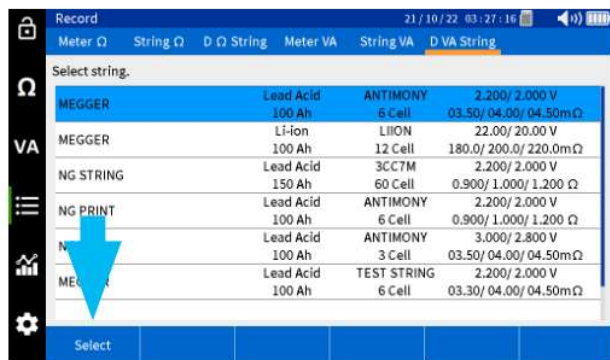 Record 21/10/22 03:27:16
Meter Ω String Ω D Ω String Meter VA String VA D VA String
Select string.
Ω
VA
MEGGER Lead Acid ANTIMONY 2.200/ 2.000 V
100 Ah 6 Cell 03.50/ 04.00/ 04.50mΩ
MEGGER Li-ion LIION 22.00/ 20.00 V
100 Ah 12 Cell 180.0/ 200.0/ 220.0mΩ
NG STRING Lead Acid 3CC7M 2.200/ 2.000 V
150 Ah 60 Cell 0.900/ 1.000/ 1.200 Ω
NG PRINT Lead Acid ANTIMONY 2.200/ 2.000 V
100 Ah 6 Cell 0.900/ 1.000/ 1.200 Ω
Lead Acid ANTIMONY 3.000/ 2.800 V
100 Ah 3 Cell 03.50/ 04.00/ 04.50mΩ
Lead Acid TEST STRING 2.200/ 2.000 V
100 Ah 6 Cell 03.30/ 04.00/ 04.50mΩ
Select